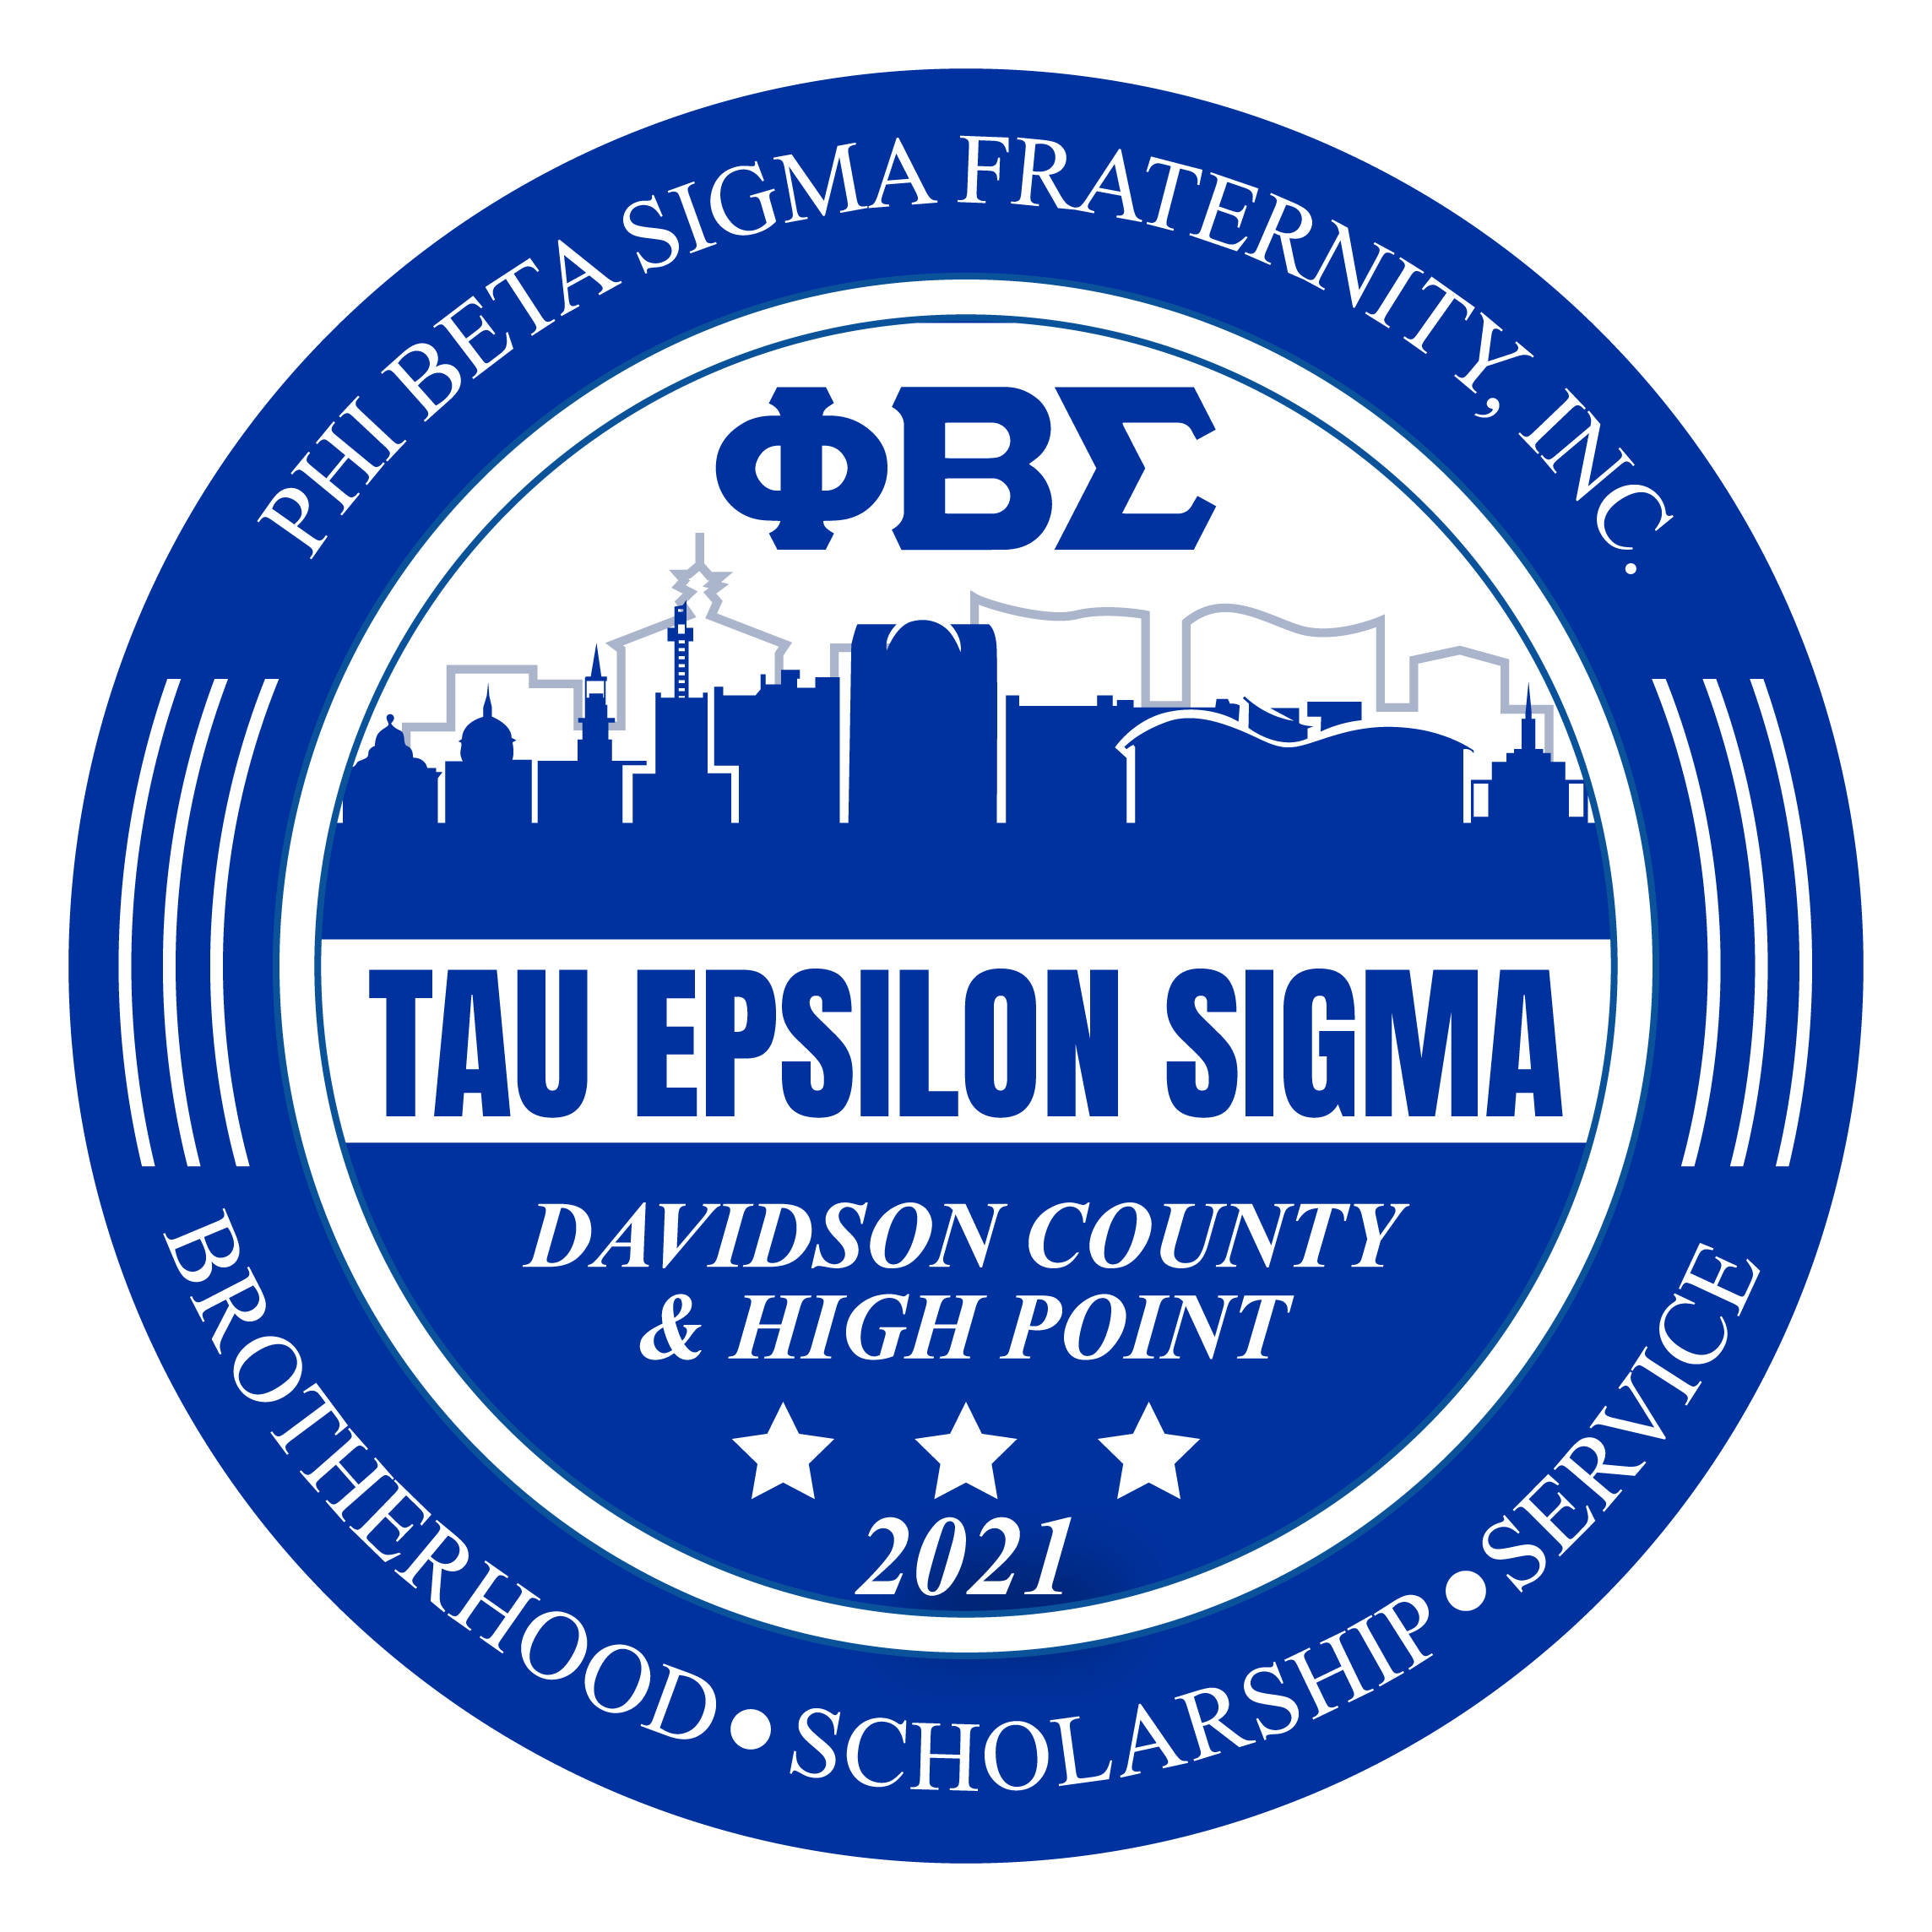 PHI BETA SIGMA FRATERNITY, INC.
ΦΒΣ
TAU EPSILON SIGMA
DAVIDSON COUNTY
& HIGH POINT
2021
BROTHERHOOD • SCHOLARSHIP • SERVICE